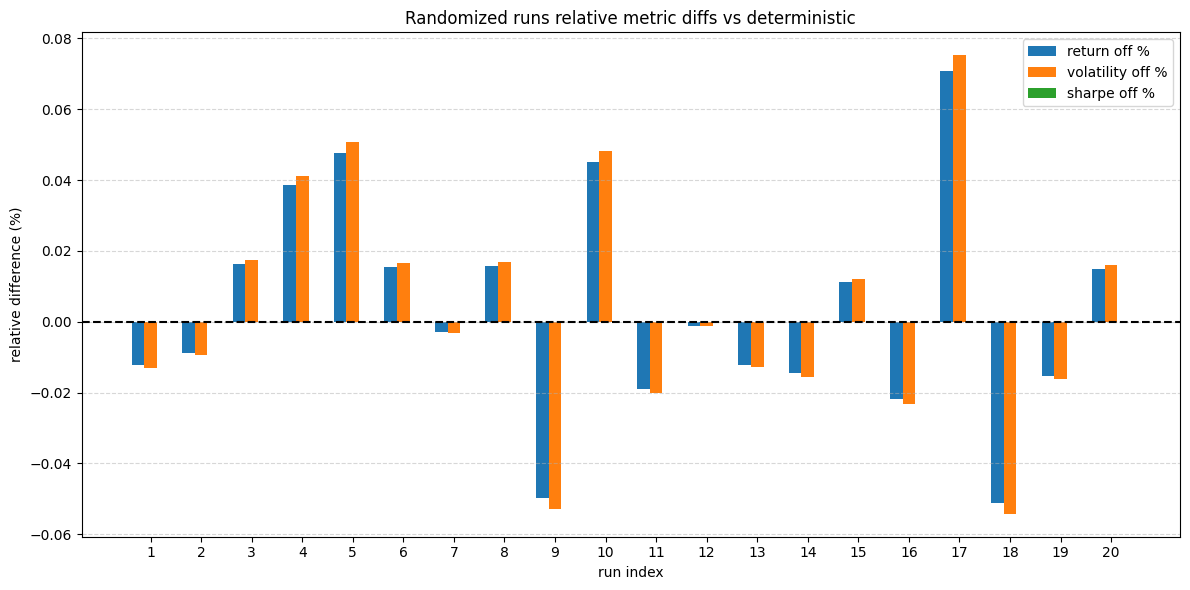 Randomized runs relative metric diffs vs deterministic
return off %
volatility off %
sharpe off %
relative difference (%)
0.08
0.06
0.04
0.02
0.00
−0.02
−0.04
−0.06
1 2 3 4 5 6 7 8 9 10 11 12 13 14 15 16 17 18 19 20
run index